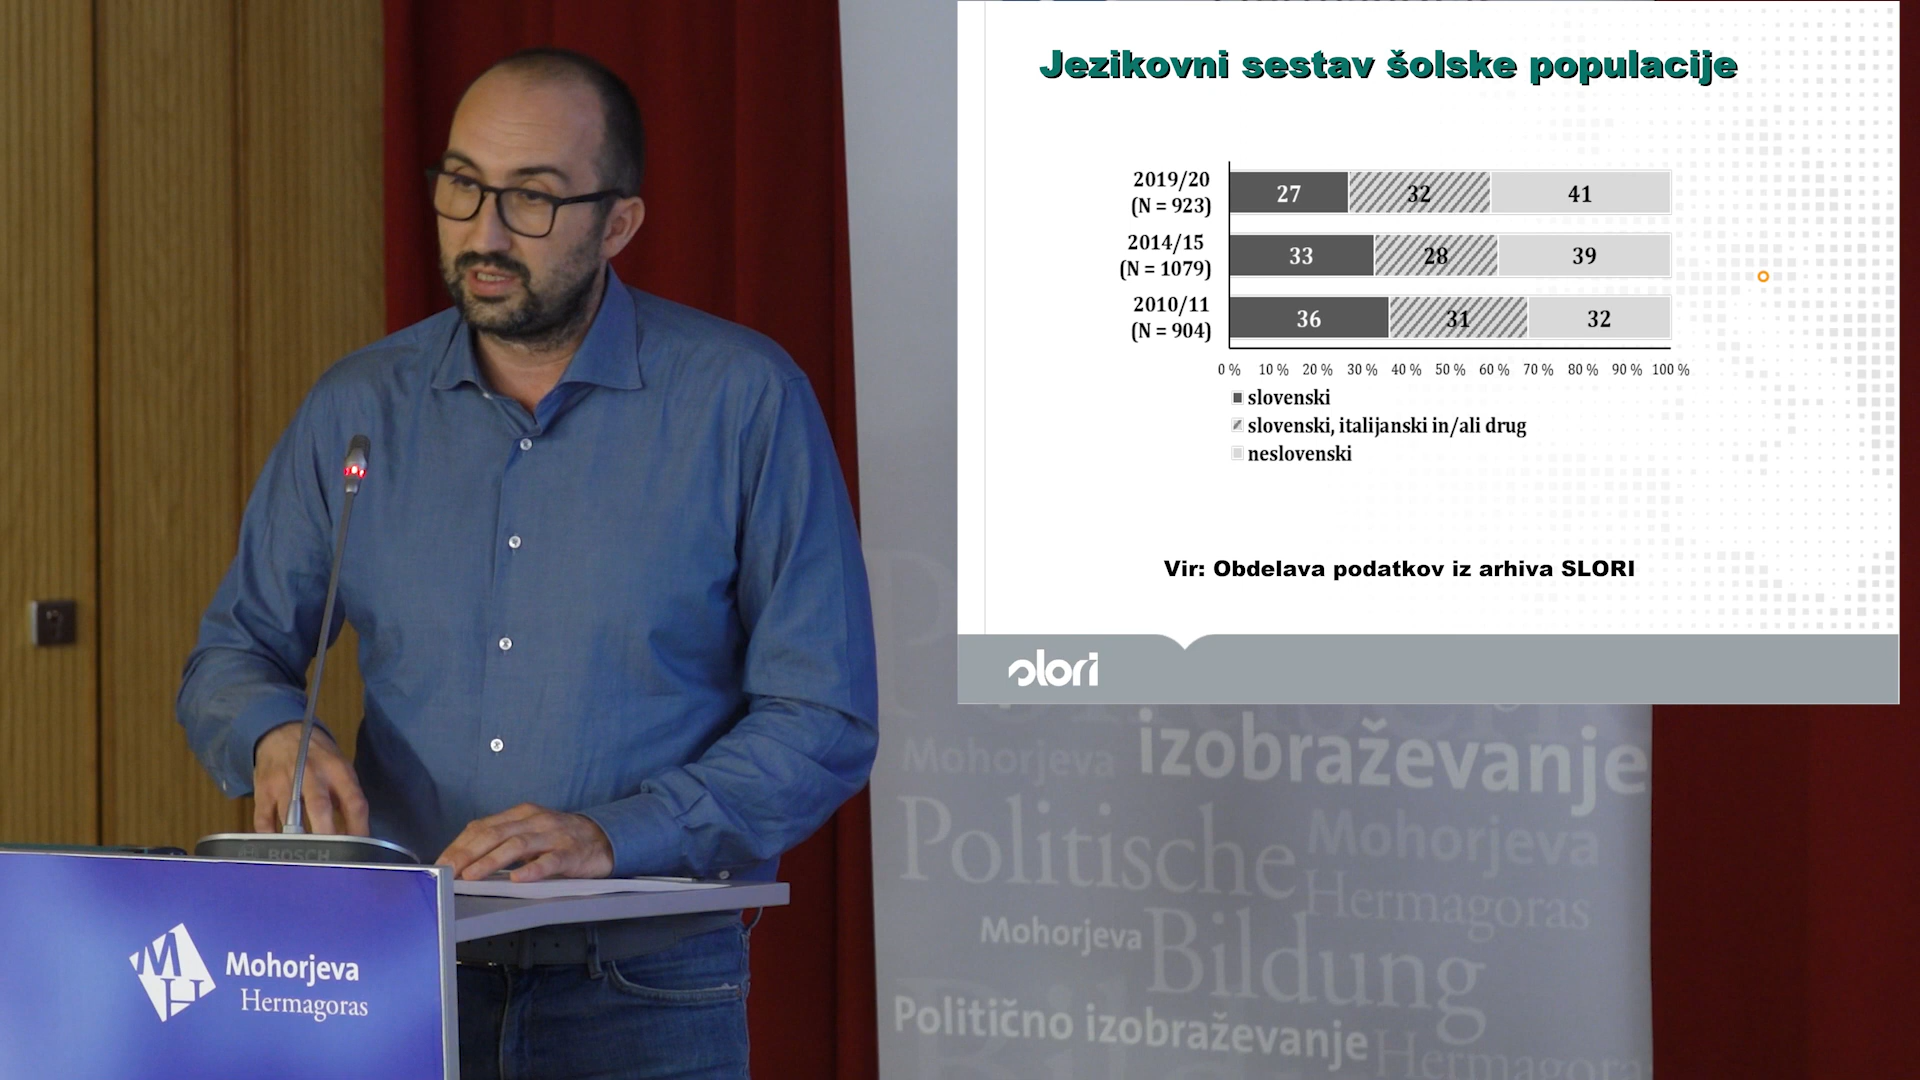 Jezikovni sestav šolske populacije
2019/20
(N = 923)
27 32 41
2014/15
(N = 1079)
33 28 39
2010/11
(N = 904)
36 31 32
0 % 10 % 20 % 30 % 40 % 50 % 60 % 70 % 80 % 90 % 100 %
slovenski
slovenski, italijanski in/ali drug
neslovenski
Vir: Obdelava podatkov iz arhiva SLORI
slori
BOSCH
MH
Mohorjeva
Hermagoras
izobraževanje
Mohorjeva
Politische
Mohorjeva
Hermagoras
Mohorjeva
Bildung
Politično izobraževanje